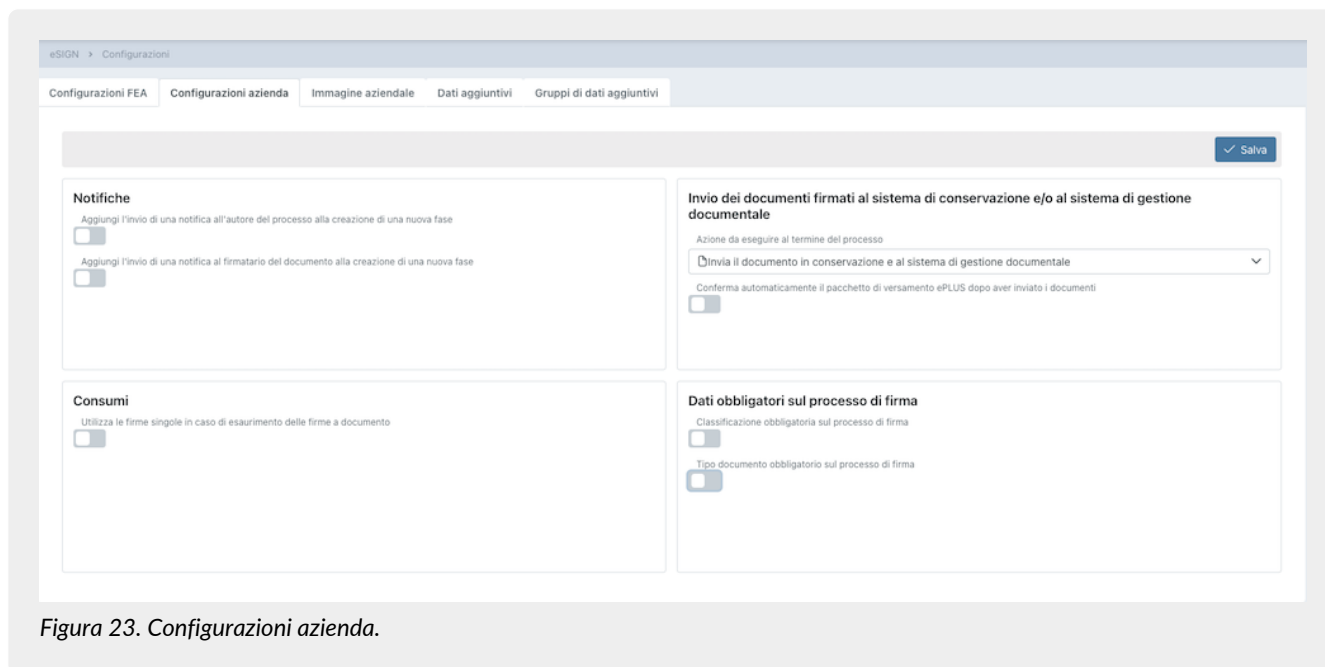 eSIGN > Configurazioni
Configurazioni FEA Configurazioni azienda Immagine aziendale Dati aggiuntivi Gruppi di dati aggiuntivi
Salva
Notifiche
Aggiungi l'invio di una notifica all'autore del processo alla creazione di una nuova fase
Aggiungi l'invio di una notifica al firmatario del documento alla creazione di una nuova fase
Invio dei documenti firmati al sistema di conservazione e/o al sistema di gestione
documentale
Azione da eseguire al termine del processo
Invia il documento in conservazione e al sistema di gestione documentale
Conferma automaticamente il pacchetto di versamento ePLUS dopo aver inviato i documenti
Consumi
Utilizza le firme singole in caso di esaurimento delle firme a documento
Dati obbligatori sul processo di firma
Classificazione obbligatoria sul processo di firma
Tipo documento obbligatorio sul processo di firma
Figura 23. Configurazioni azienda.